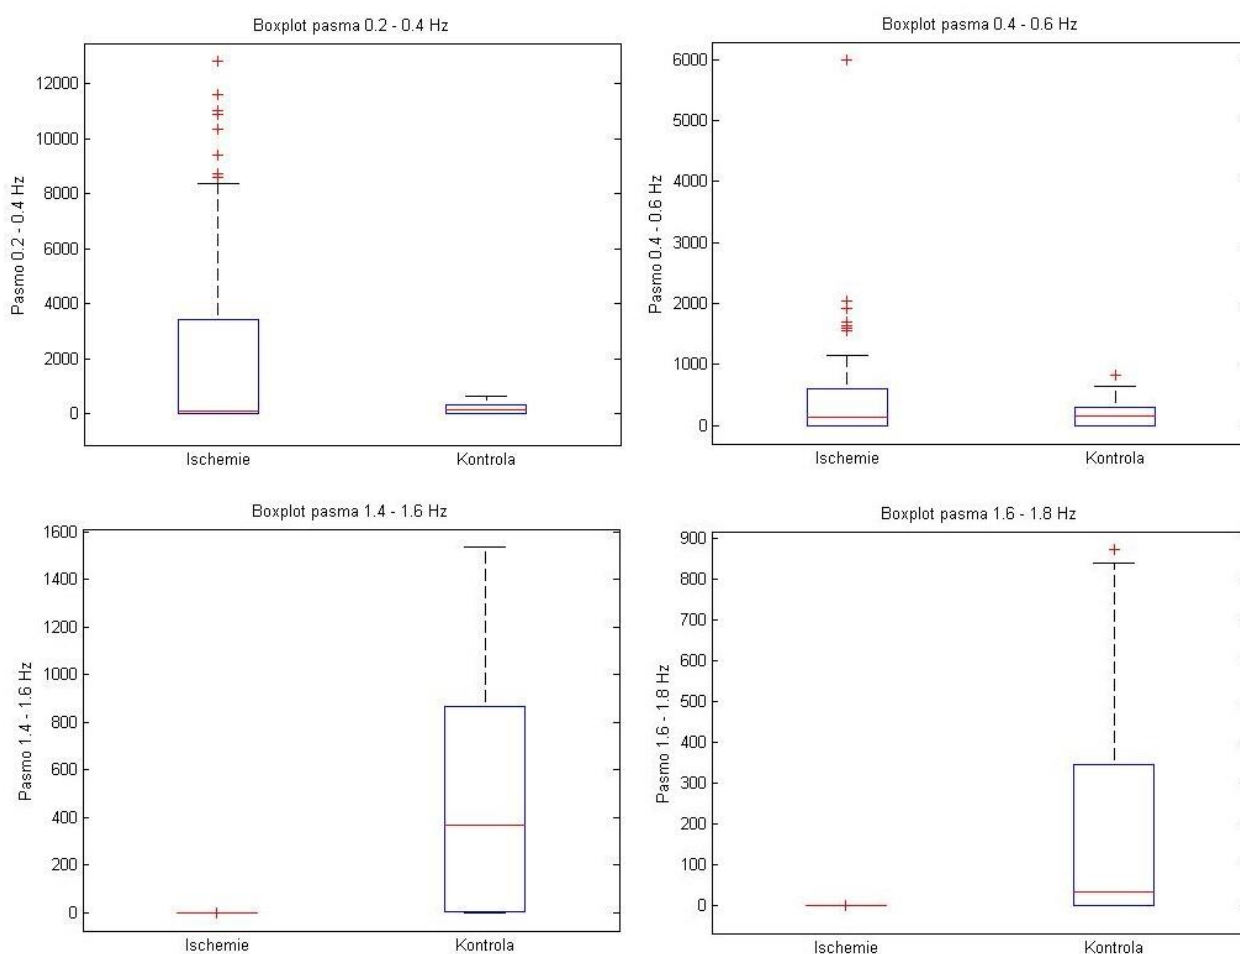 Boxplot pasma 0.2 - 0.4 Hz
Pasmo 0.2 - 0.4 Hz
12000
10000
8000
6000
4000
2000
0
Ischemie Kontrola
Boxplot pasma 0.4 - 0.6 Hz
Pasmo 0.4 - 0.6 Hz
6000
5000
4000
3000
2000
1000
0
Ischemie Kontrola
Boxplot pasma 1.4 - 1.6 Hz
Pasmo 1.4 - 1.6 Hz
1600
1400
1200
1000
800
600
400
200
0
Ischemie Kontrola
Boxplot pasma 1.6 - 1.8 Hz
Pasmo 1.6 - 1.8 Hz
900
800
700
600
500
400
300
200
100
0
Ischemie Kontrola